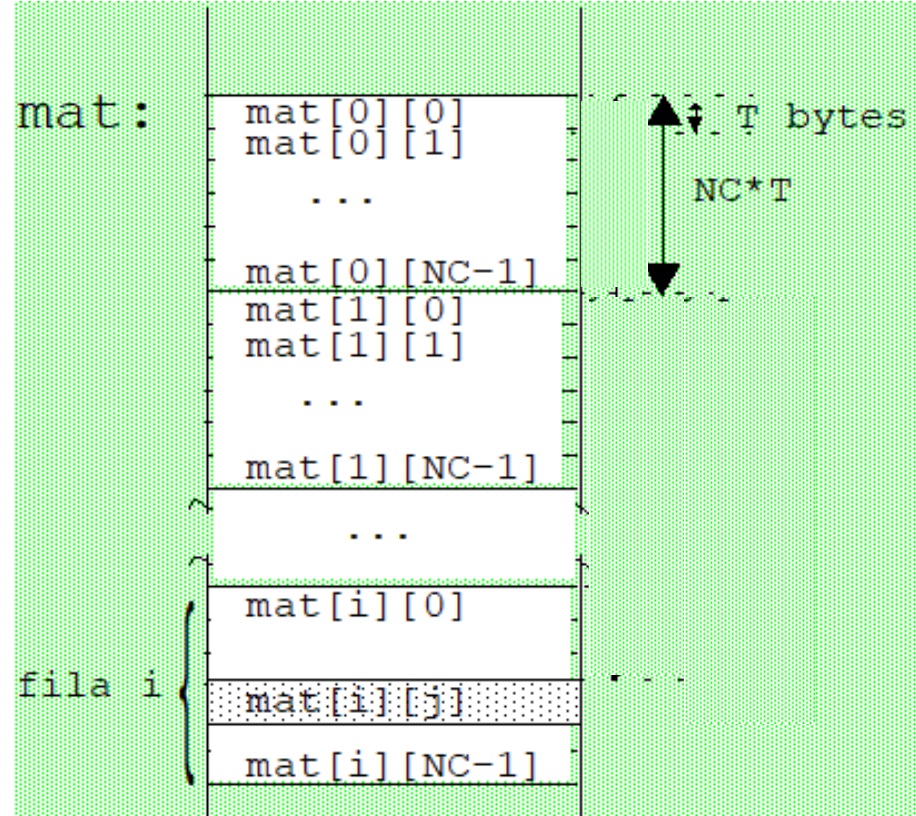 mat:
mat[0][0]
T bytes
mat[0][1]
...
NC*T
mat[0][NC-1]
mat[1][0]
mat[1][1]
...
mat[1][NC-1]
...
mat[i][0]
fila i
mat[i][j]
mat[i][NC-1]